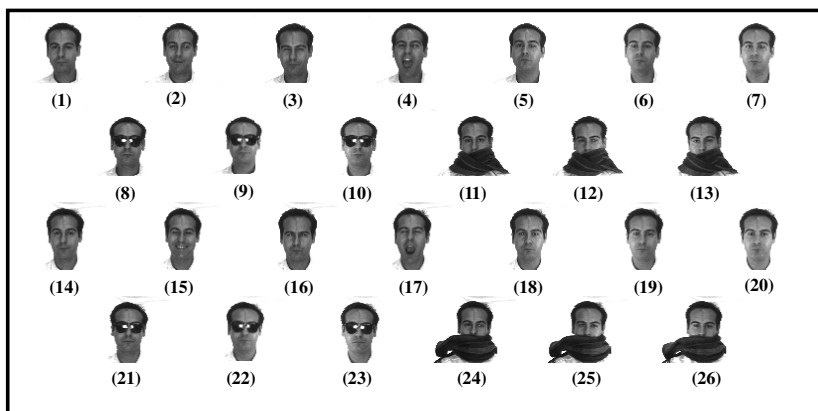 (1) (2) (3) (4) (5) (6) (7)
(8) (9) (10) (11) (12) (13)
(14) (15) (16) (17) (18) (19) (20)
(21) (22) (23) (24) (25) (26)